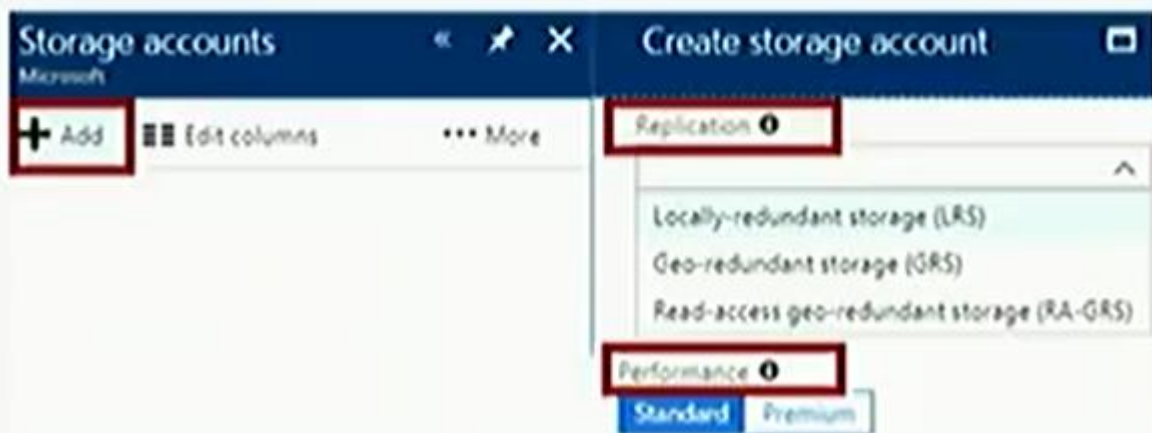 Storage accounts
Microsoft
Add
Edit columns
More
Create storage account
Replication
Locally-redundant storage (LRS)
Geo-redundant storage (GRS)
Read-access geo-redundant storage (RA-GRS)
Performance
Standard
Premium